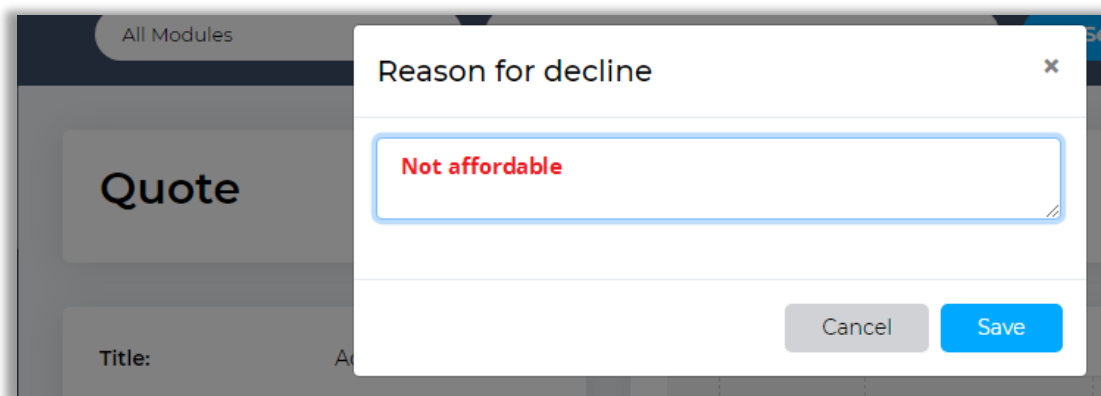 All Modules
Reason for decline
×
Not affordable
Quote
Cancel
Save
Title: